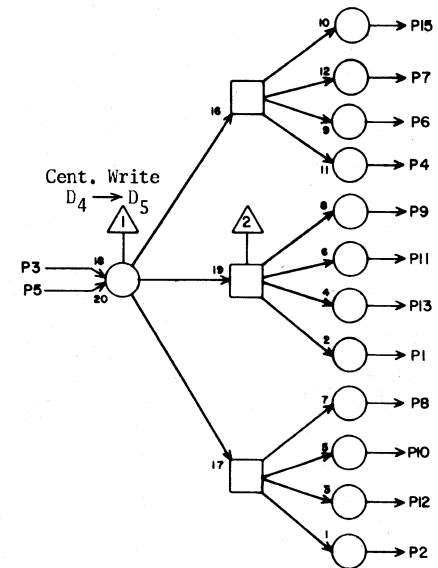 10 P15
12 P7
16
9 P6
11 P4
Cent. Write
D4 → D5
1
2
8 P9
P3 18
19
6 P11
P5 20
4 P13
2 P1
7 P8
17
5 P10
3 P12
1 P2